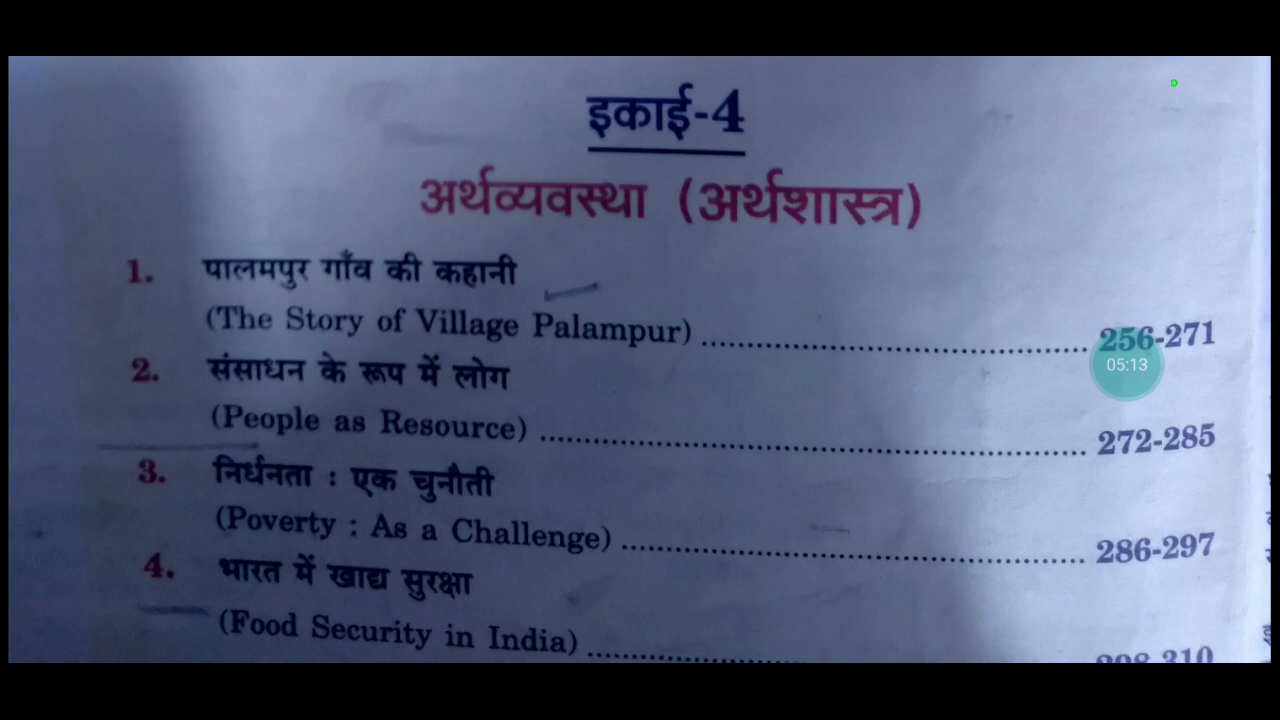 इकाई-4
अर्थव्यवस्था (अर्थशास्त्र)
1. पालमपुर गाँव की कहानी
(The Story of Village Palampur) ........................................ 256-271
05:13
2. संसाधन के रूप में लोग
(People as Resource) ........................................ 272-285
3. निर्धनता : एक चुनौती
(Poverty : As a Challenge) ........................................ 286-297
4. भारत में खाद्य सुरक्षा
(Food Security in India) ........................................ 298-310